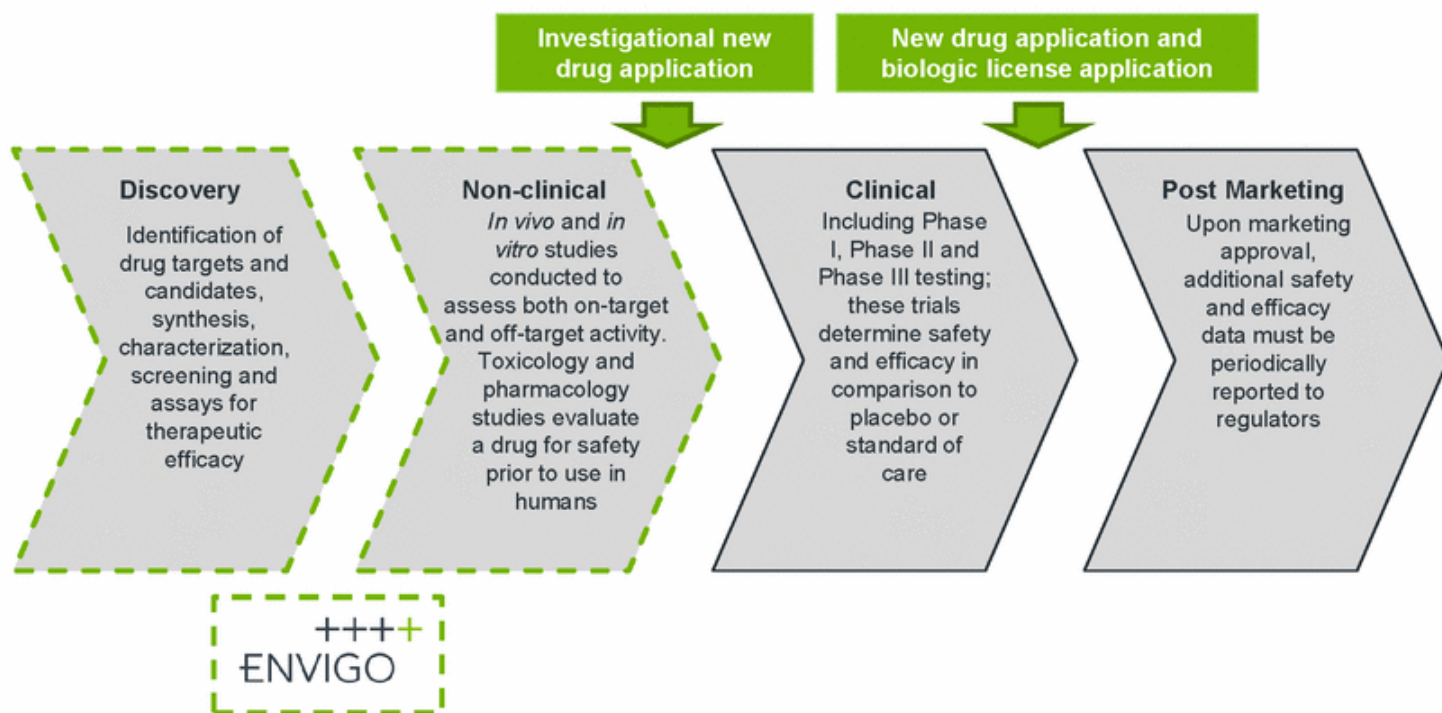 Investigational new
drug application
New drug application and
biologic license application
Discovery
Identification of
drug targets and
candidates,
synthesis,
characterization,
screening and
assays for
therapeutic
efficacy
Non-clinical
In vivo and in
vitro studies
conducted to
assess both on-target
and off-target activity.
Toxicology and
pharmacology
studies evaluate
a drug for safety
prior to use in
humans
Clinical
Including Phase
I, Phase II and
Phase III testing;
these trials
determine safety
and efficacy in
comparison to
placebo or
standard of
care
Post Marketing
Upon marketing
approval,
additional safety
and efficacy
data must be
periodically
reported to
regulators
++++
ENVIGO